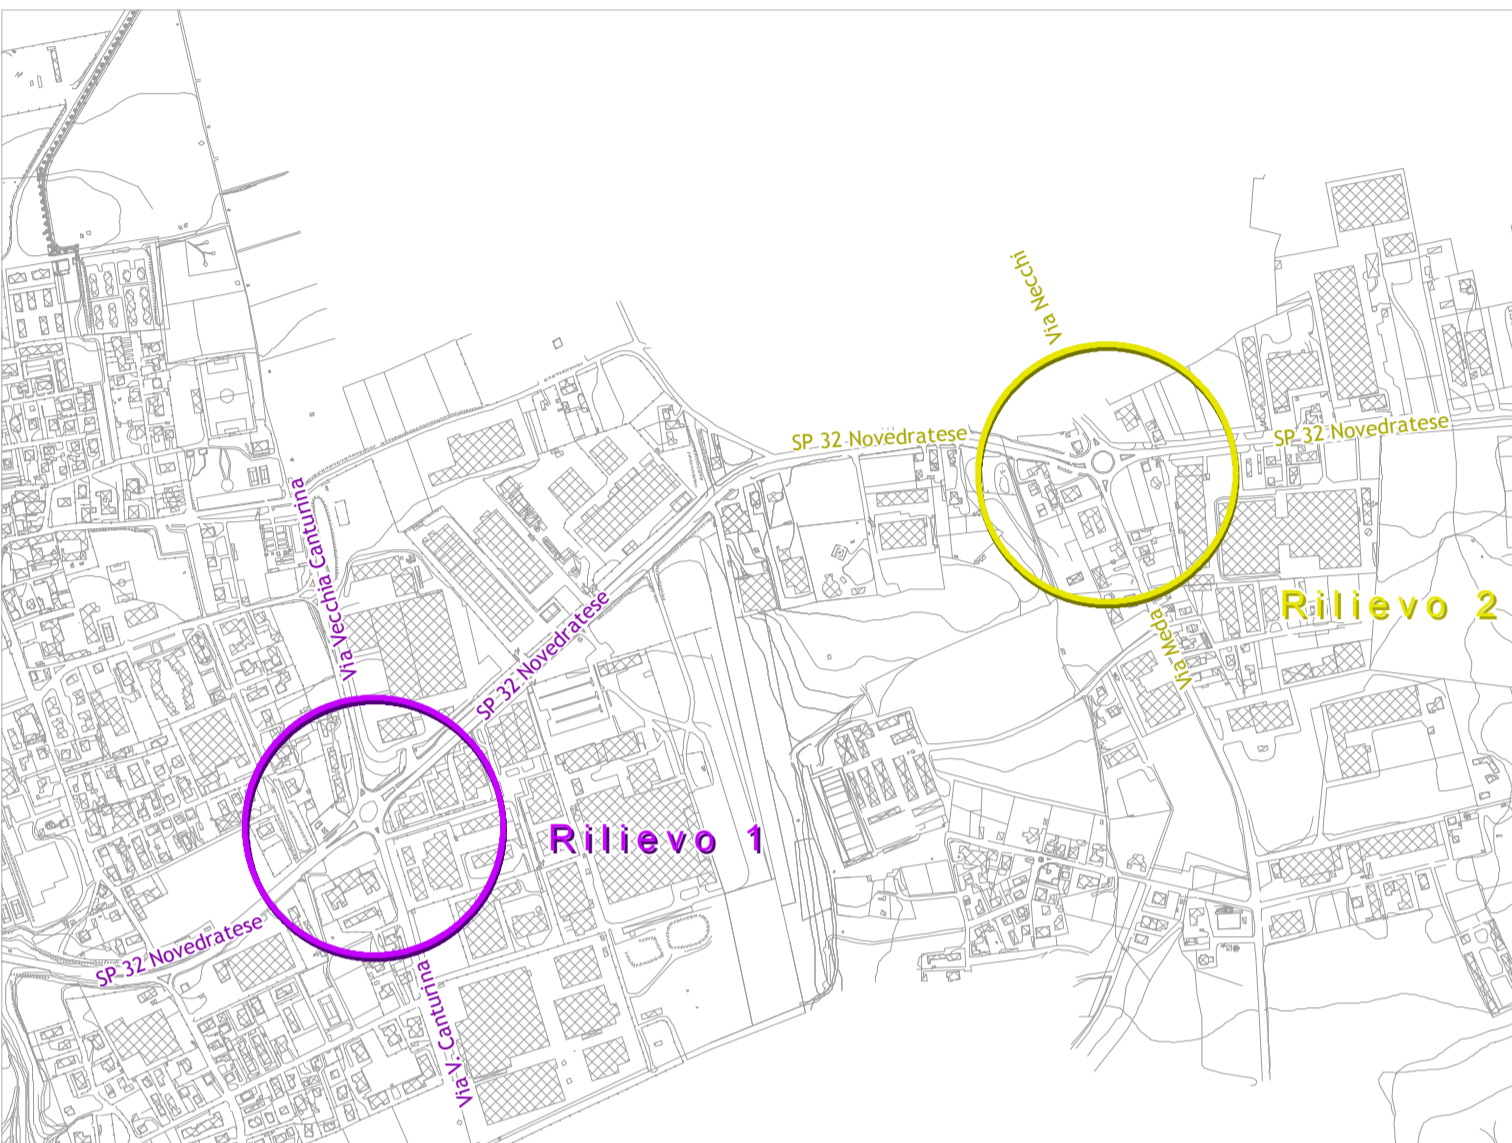 Via Necchi
SP 32 Novedratese
SP 32 Novedratese
Via Vecchia Canturina
SP 32 Novedratese
Rilievo 2
Via Meda
Rilievo 1
SP 32 Novedratese
Via V. Canturina